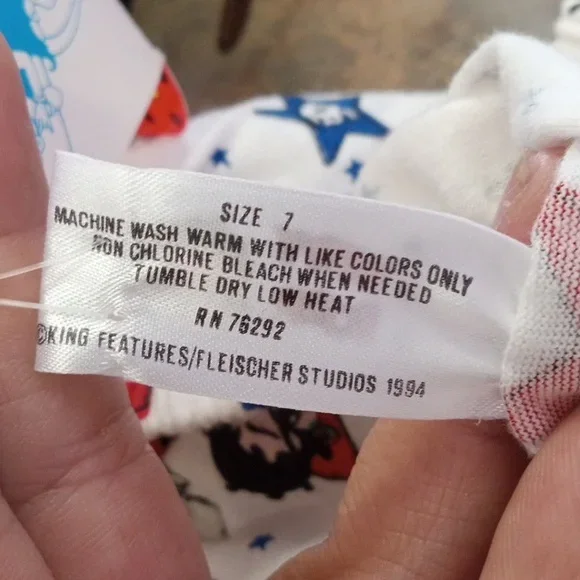 SIZE 7
MACHINE WASH WARM WITH LIKE COLORS ONLY
NON CHLORINE BLEACH WHEN NEEDED
TUMBLE DRY LOW HEAT
RN 76292
©KING FEATURES/FLEISCHER STUDIOS 1994